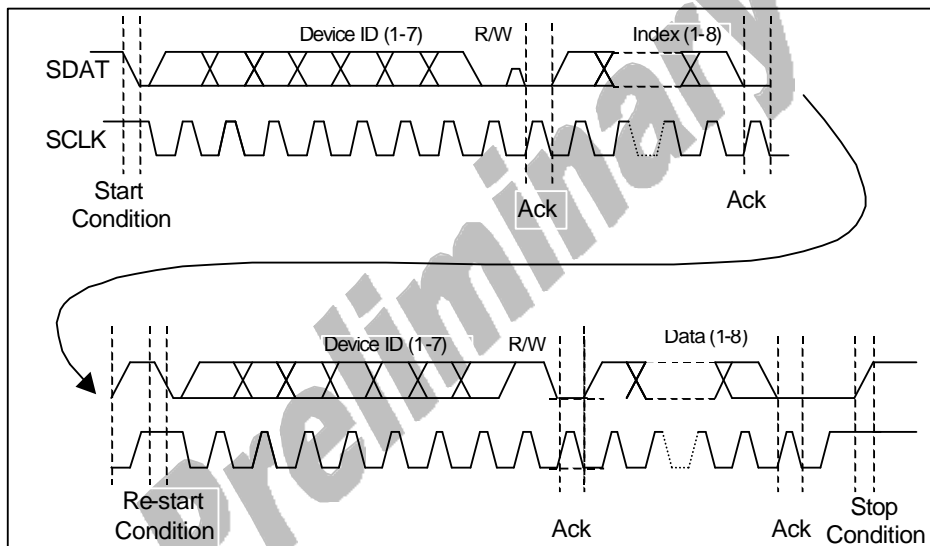 Device ID (1-7) R/W Index (1-8)
SDAT
SCLK
Start
Condition
Ack
Ack
Preliminary
Device ID (1-7) R/W Data (1-8)
Re-start
Condition
Ack
Ack
Stop
Condition